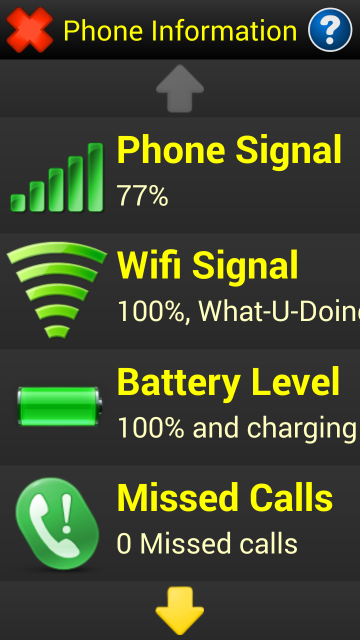 Phone Information
Phone Signal
77%
Wifi Signal
100%, What-U-Doin
Battery Level
100% and charging
Missed Calls
0 Missed calls